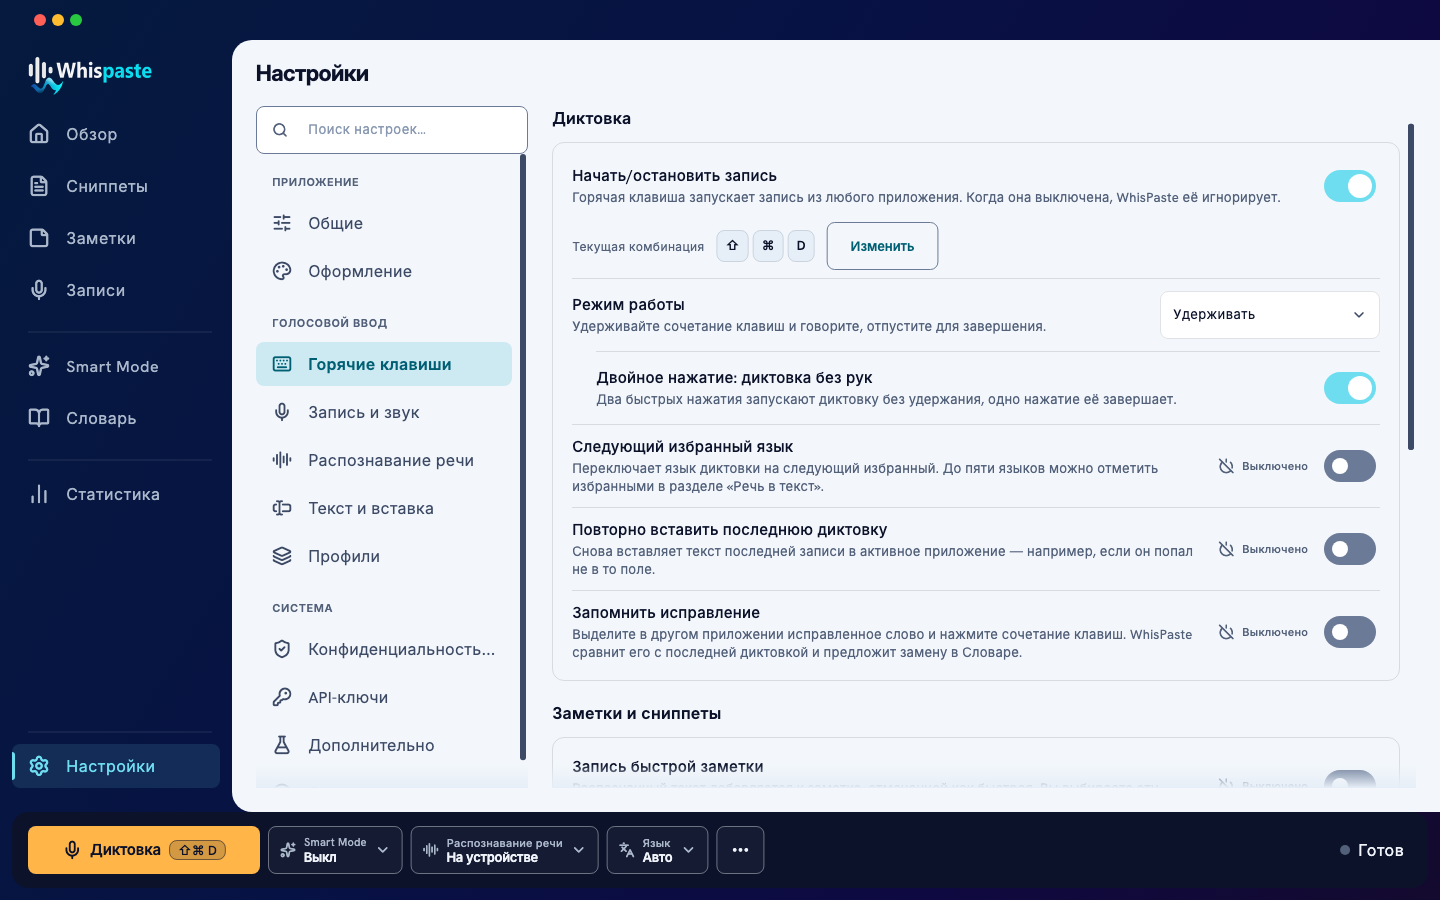 Whispaste
Обзор
Сниппеты
Заметки
Записи
Smart Mode
Словарь
Статистика
Настройки
Настройки
Поиск настроек...
ПРИЛОЖЕНИЕ
Общие
Оформление
ГОЛОСОВОЙ ВВОД
Горячие клавиши
Запись и звук
Распознавание речи
Текст и вставка
Профили
СИСТЕМА
Конфиденциальность...
API-ключи
Дополнительно
Диктовка
Начать/остановить запись
Горячая клавиша запускает запись из любого приложения. Когда она выключена, WhisPaste её игнорирует.
Текущая комбинация ⇧ ⌘ D Изменить
Режим работы
Удерживайте сочетание клавиш и говорите, отпустите для завершения.
Удерживать
Двойное нажатие: диктовка без рук
Два быстрых нажатия запускают диктовку без удержания, одно нажатие её завершает.
Следующий избранный язык
Переключает язык диктовки на следующий избранный. До пяти языков можно отметить
избранными в разделе «Речь в текст».
Выключено
Повторно вставить последнюю диктовку
Снова вставляет текст последней записи в активное приложение — например, если он попал
не в то поле.
Выключено
Запомнить исправление
Выделите в другом приложении исправленное слово и нажмите сочетание клавиш. WhisPaste
сравнит его с последней диктовкой и предложит замену в Словаре.
Выключено
Заметки и сниппеты
Запись быстрой заметки
Диктовка ⇧⌘ D
Smart Mode
Выкл
Распознавание речи
На устройстве
Язык
Авто
Готов